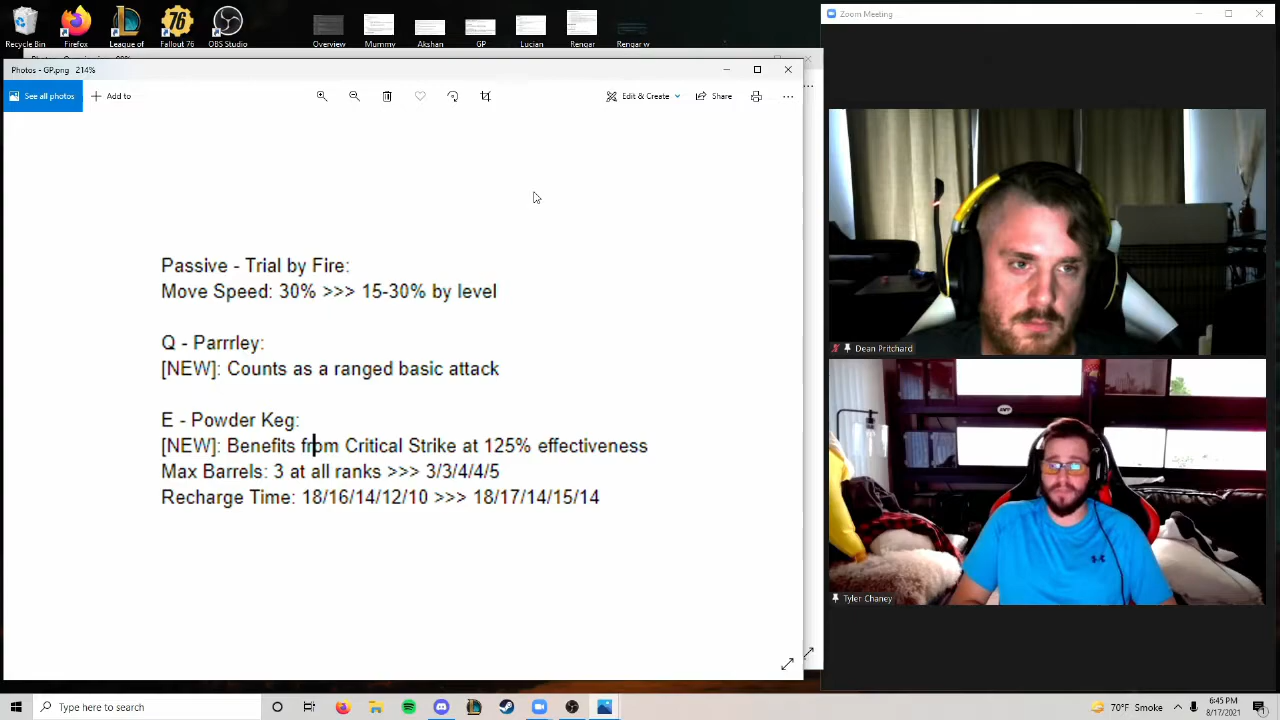 Recycle Bin
Firefox
League of
Fallout 76
OBS Studio
Overview
Mummy
Akshan
GP
Lucian
Rengar
Rengar w
Zoom Meeting
Photos - GP.png 214%
See all photos
Add to
Edit & Create
Share
Passive - Trial by Fire:
Move Speed: 30% >>> 15-30% by level
Q - Parrrley:
[NEW]: Counts as a ranged basic attack
E - Powder Keg:
[NEW]: Benefits from Critical Strike at 125% effectiveness
Max Barrels: 3 at all ranks >>> 3/3/4/4/5
Recharge Time: 18/16/14/12/10 >>> 18/17/14/15/14
Dean Pritchard
Tyler Chaney
Type here to search
70°F Smoke
6:45 PM
8/17/2021